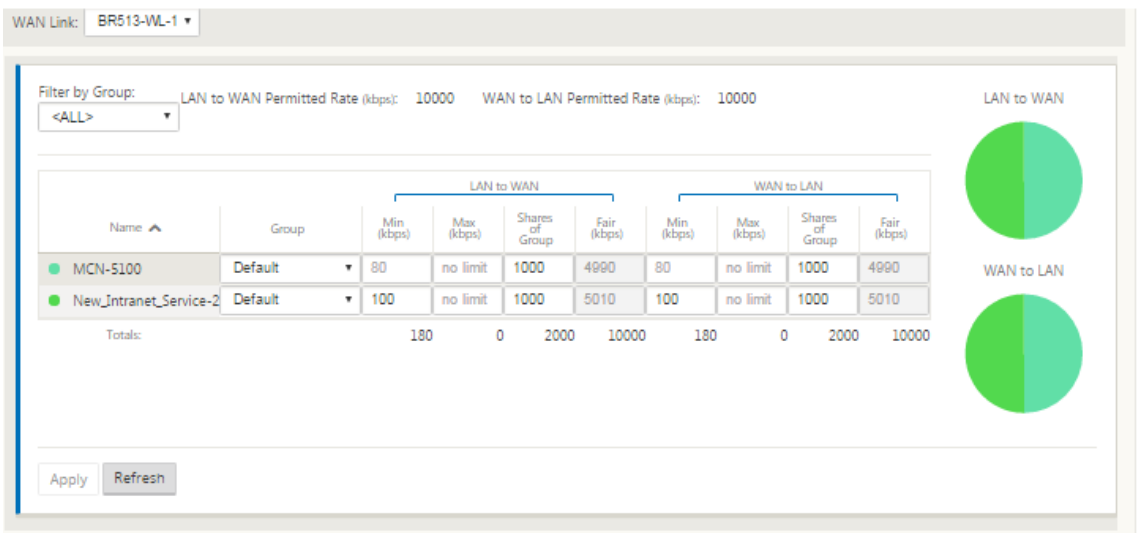 WAN Link: BR513-WL-1
Filter by Group:
<ALL>
LAN to WAN Permitted Rate (kbps): 10000 WAN to LAN Permitted Rate (kbps): 10000
LAN to WAN
LAN to WAN WAN to LAN
Name Group Min (kbps) Max (kbps) Shares of Group Fair (kbps) Min (kbps) Max (kbps) Shares of Group Fair (kbps)
MCN-5100 Default 80 no limit 1000 4990 80 no limit 1000 4990
New_Intranet_Service-2 Default 100 no limit 1000 5010 100 no limit 1000 5010
Totals: 180 0 2000 10000 180 0 2000 10000
WAN to LAN
Apply Refresh